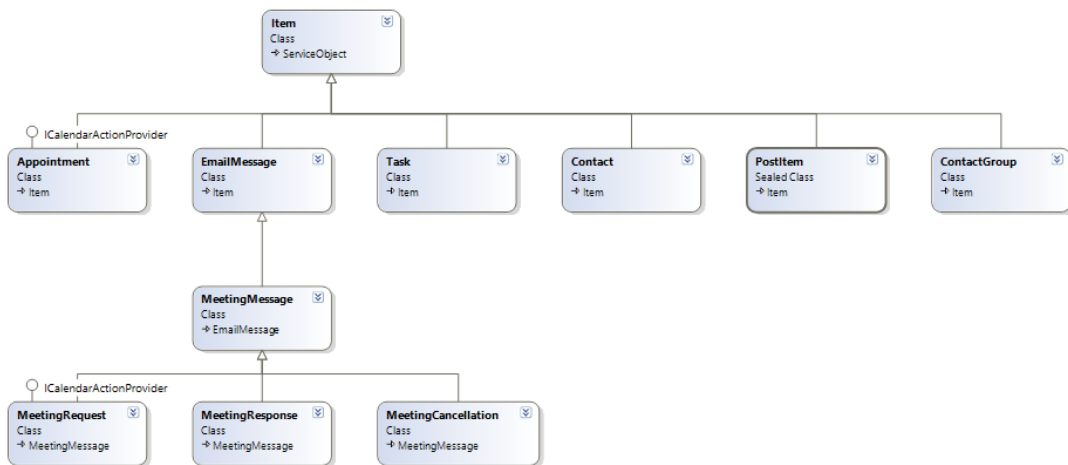 Item
Class
ServiceObject
ICalendarActionProvider
Appointment
Class
Item
EmailMessage
Class
Item
Task
Class
Item
Contact
Class
Item
PostItem
Sealed Class
Item
ContactGroup
Class
Item
MeetingMessage
Class
EmailMessage
ICalendarActionProvider
MeetingRequest
Class
MeetingMessage
MeetingResponse
Class
MeetingMessage
MeetingCancellation
Class
MeetingMessage